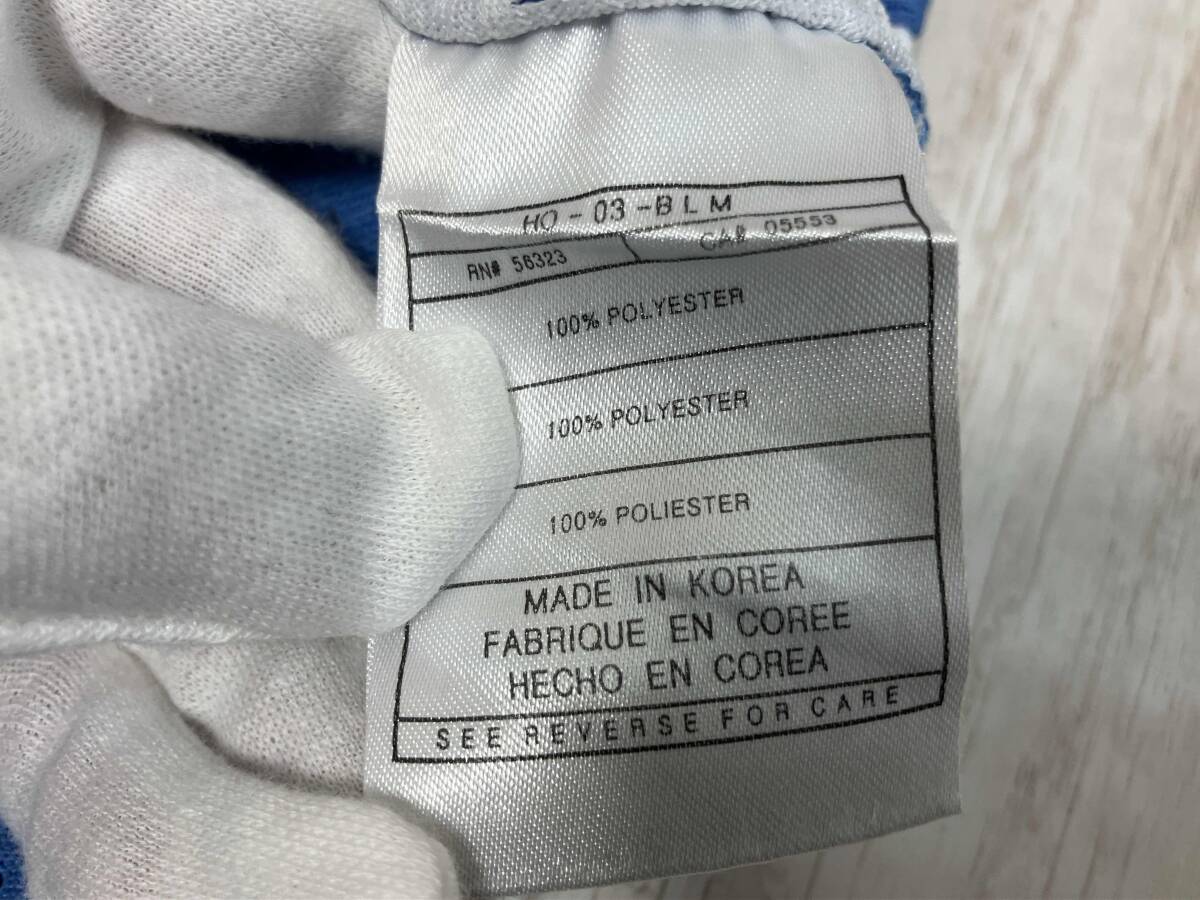 HO-03-BLM
RN# 56323 CA# 05553
100% POLYESTER
100% POLYESTER
100% POLIESTER
MADE IN KOREA
FABRIQUE EN COREE
HECHO EN COREA
SEE REVERSE FOR CARE